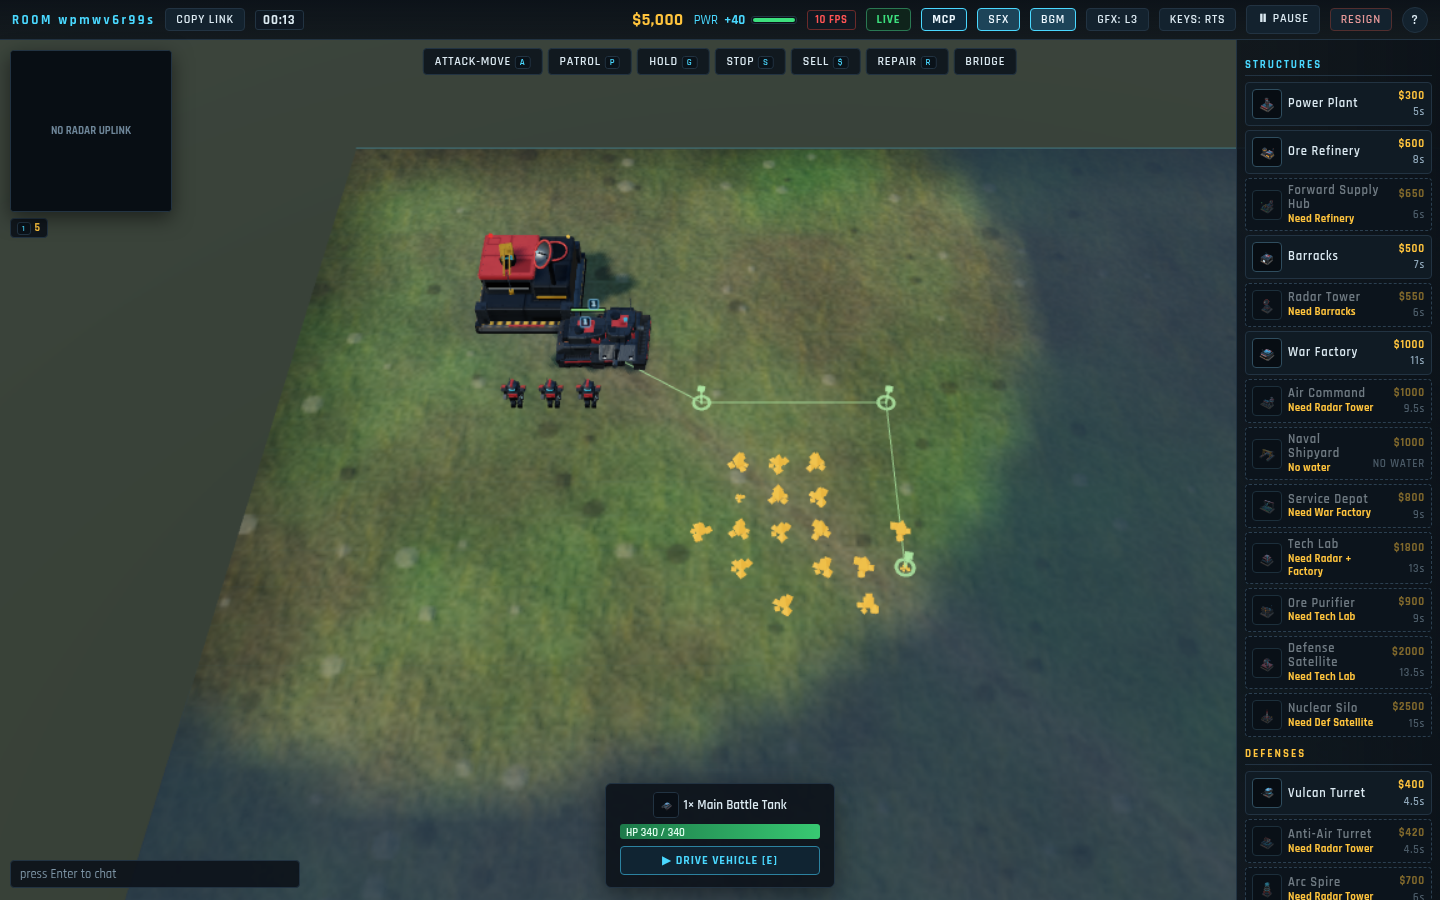 ROOM wpmwv6r99s
COPY LINK
00:13
$5,000
PWR +40
10 FPS
LIVE
MCP
SFX
BGM
GFX: L3
KEYS: RTS
PAUSE
RESIGN
?
ATTACK-MOVE A
PATROL P
HOLD G
STOP S
SELL $
REPAIR R
BRIDGE
NO RADAR UPLINK
1 5
1
1
STRUCTURES
Power Plant $300
5s
Ore Refinery $600
8s
Forward Supply Hub $650
Need Refinery 6s
Barracks $500
7s
Radar Tower $550
Need Barracks 6s
War Factory $1000
11s
Air Command $1000
Need Radar Tower 9.5s
Naval Shipyard $1000
No water NO WATER
Service Depot $800
Need War Factory 9s
Tech Lab $1800
Need Radar + Factory 13s
Ore Purifier $900
Need Tech Lab 9s
Defense Satellite $2000
Need Tech Lab 13.5s
Nuclear Silo $2500
Need Def Satellite 15s
DEFENSES
Vulcan Turret $400
4.5s
Anti-Air Turret $420
Need Radar Tower 4.5s
Arc Spire $700
Need Radar Tower 6s
1× Main Battle Tank
HP 340 / 340
▶ DRIVE VEHICLE [E]
press Enter to chat